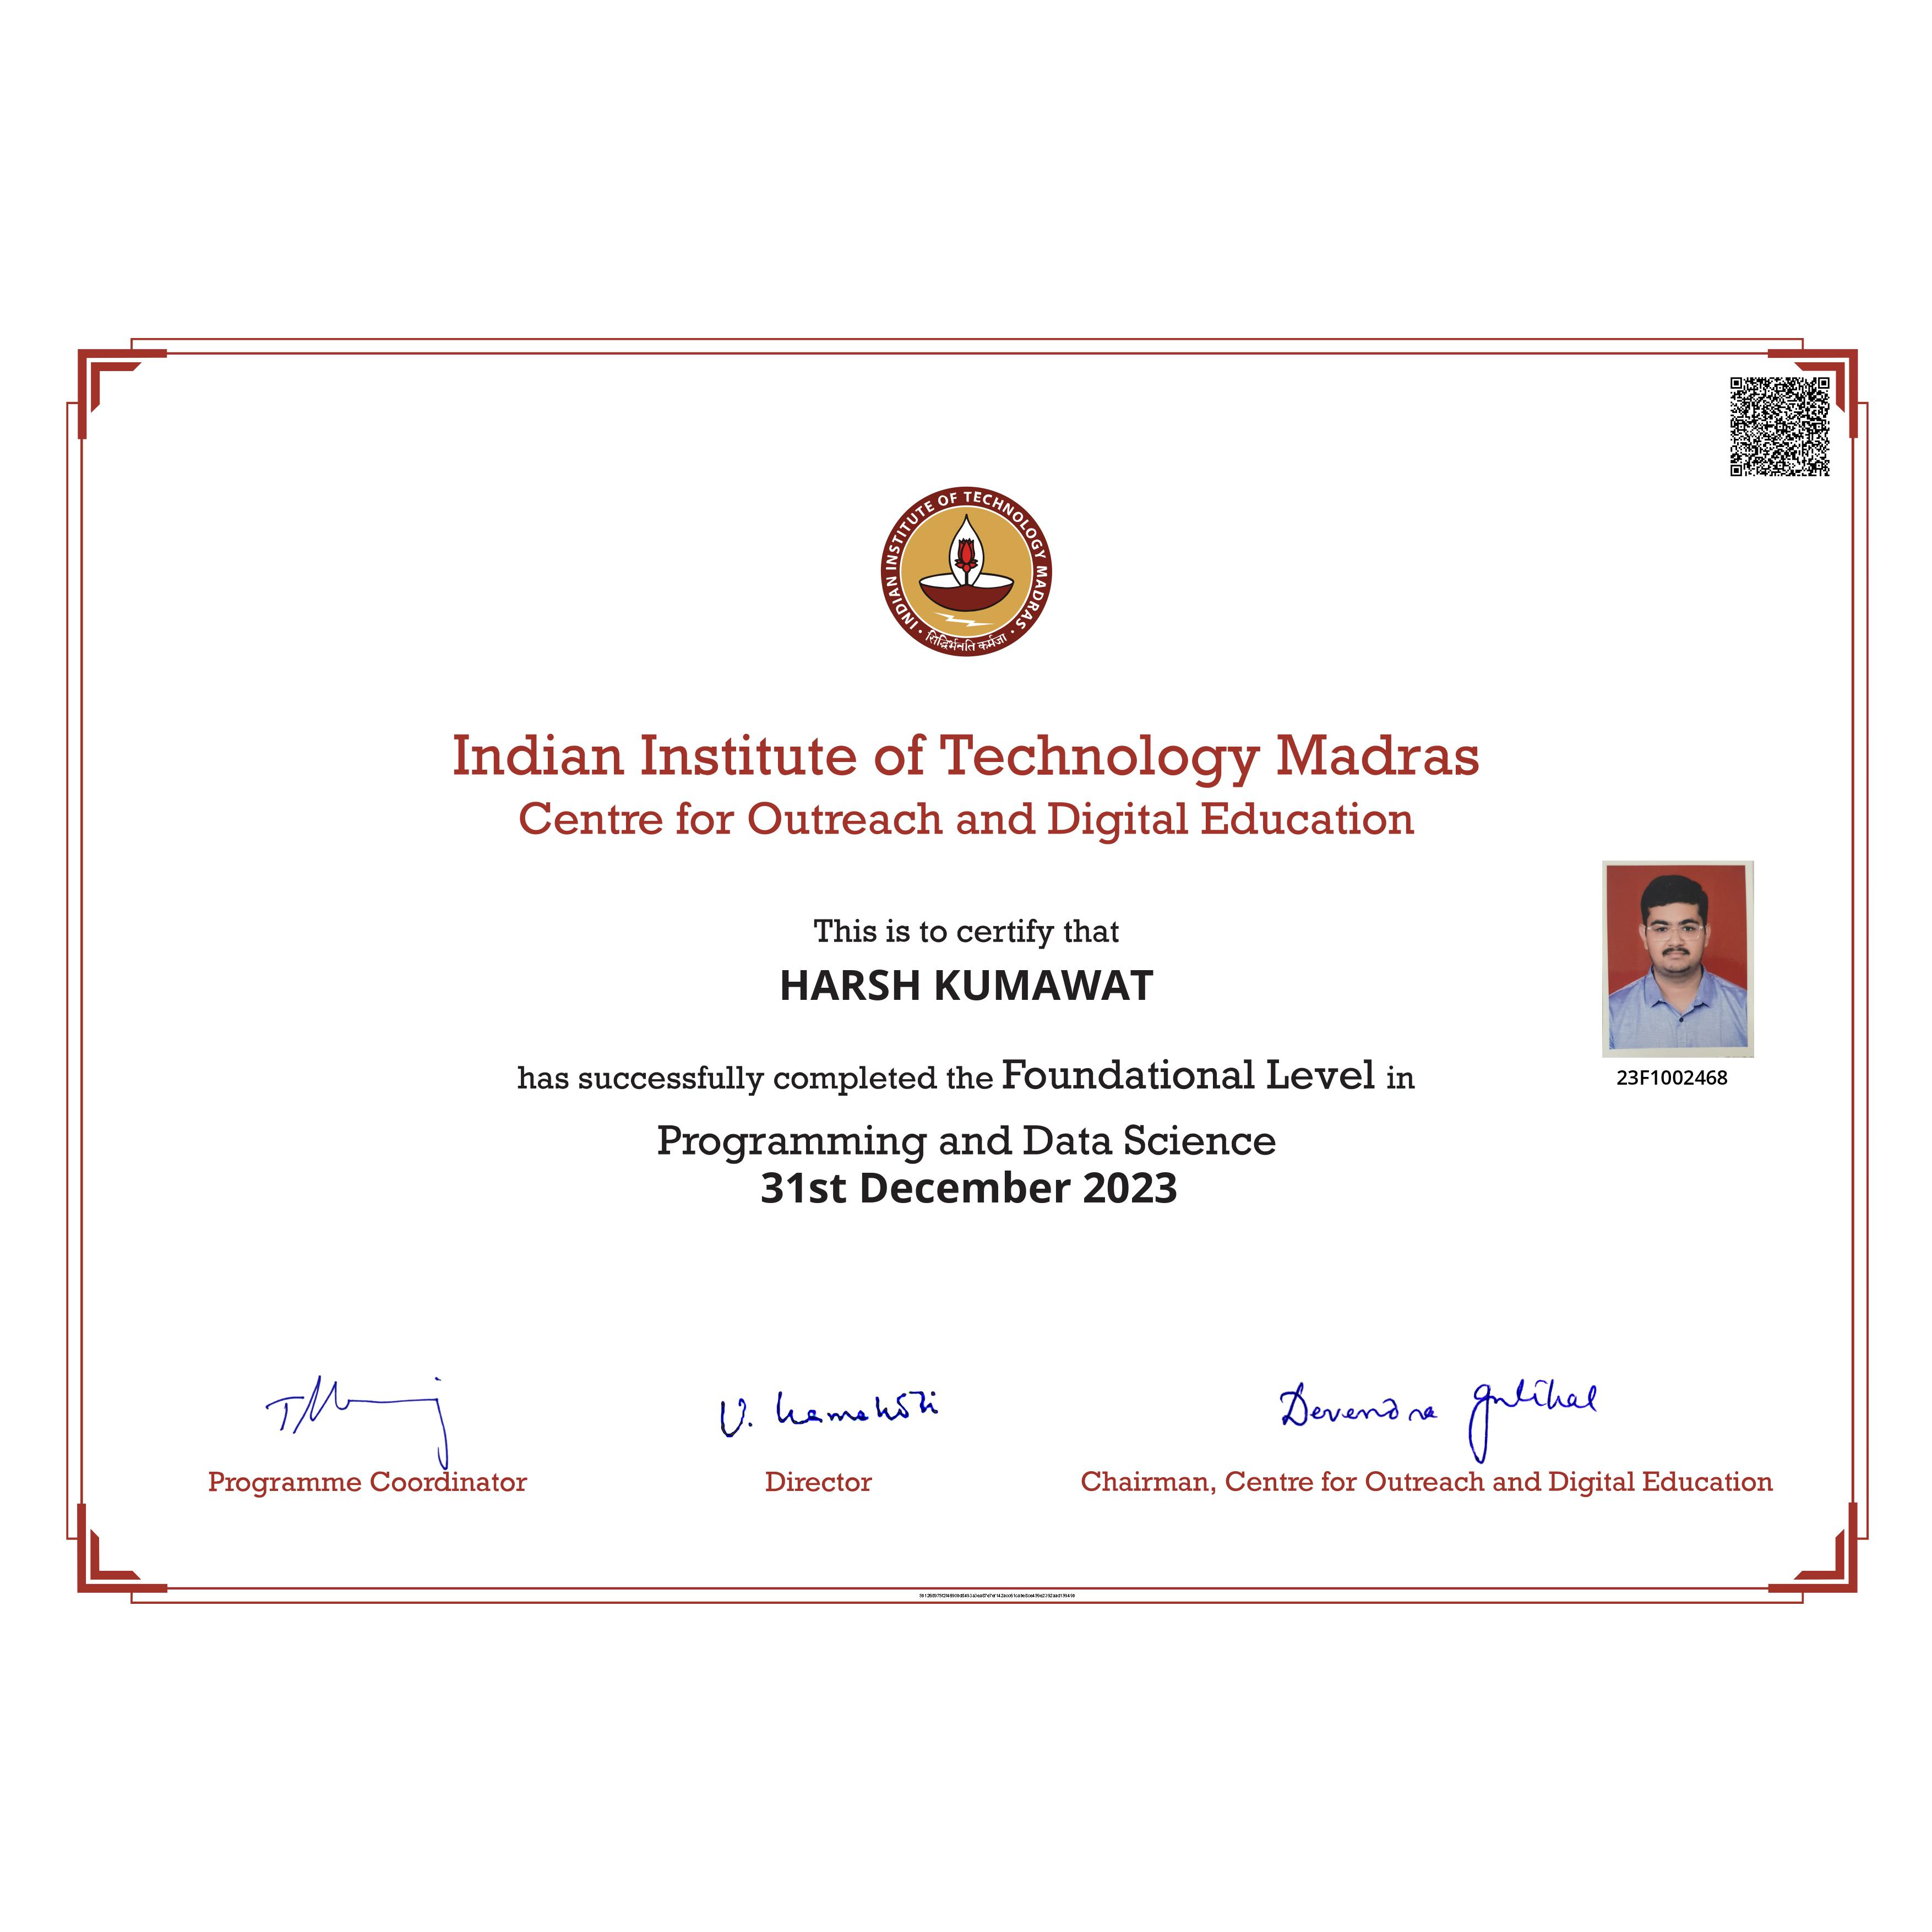 INDIAN INSTITUTE OF TECHNOLOGY MADRAS
सिद्धिर्भवति कर्मजा
Indian Institute of Technology Madras
Centre for Outreach and Digital Education
This is to certify that
HARSH KUMAWAT
has successfully completed the Foundational Level in
23F1002468
Programming and Data Science
31st December 2023
V. Kamakoti
Devendra Jalihal
Programme Coordinator
Director
Chairman, Centre for Outreach and Digital Education